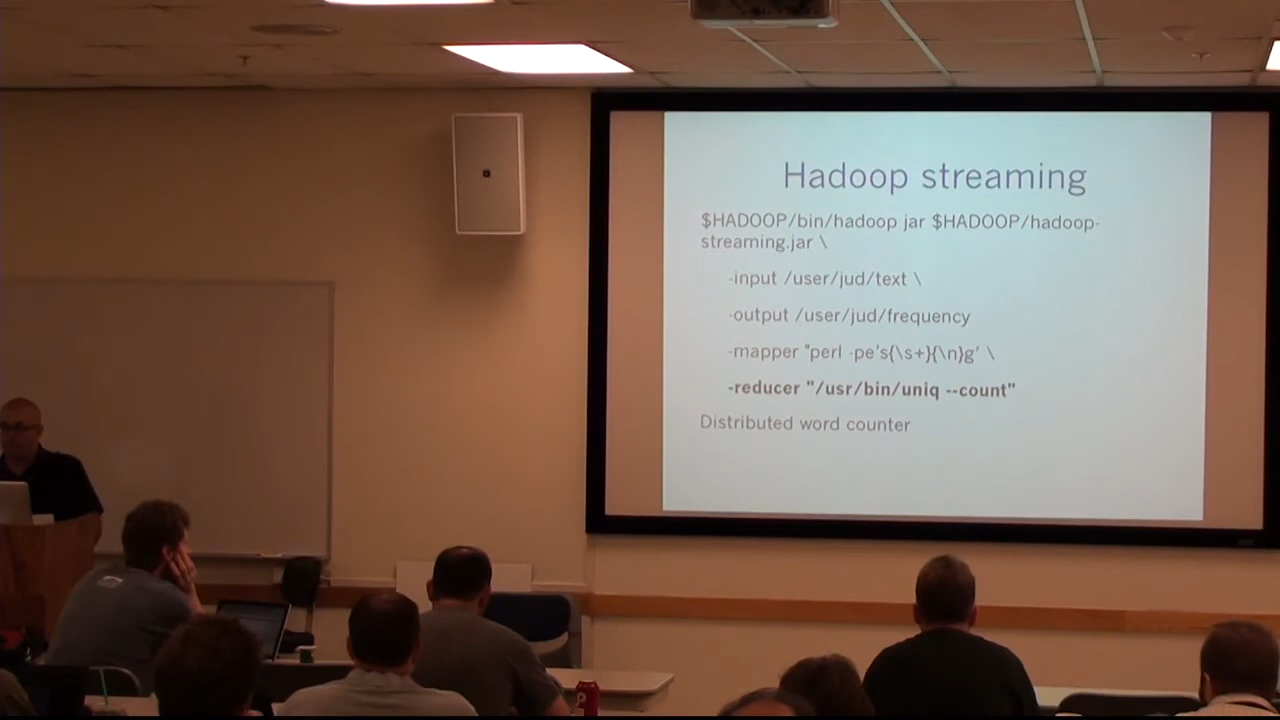 Hadoop streaming
$HADOOP/bin/hadoop jar $HADOOP/hadoop-
streaming.jar \
-input /user/jud/text \
-output /user/jud/frequency
-mapper "perl -pe's{\s+}{\n}g' \
-reducer "/usr/bin/uniq --count"
Distributed word counter